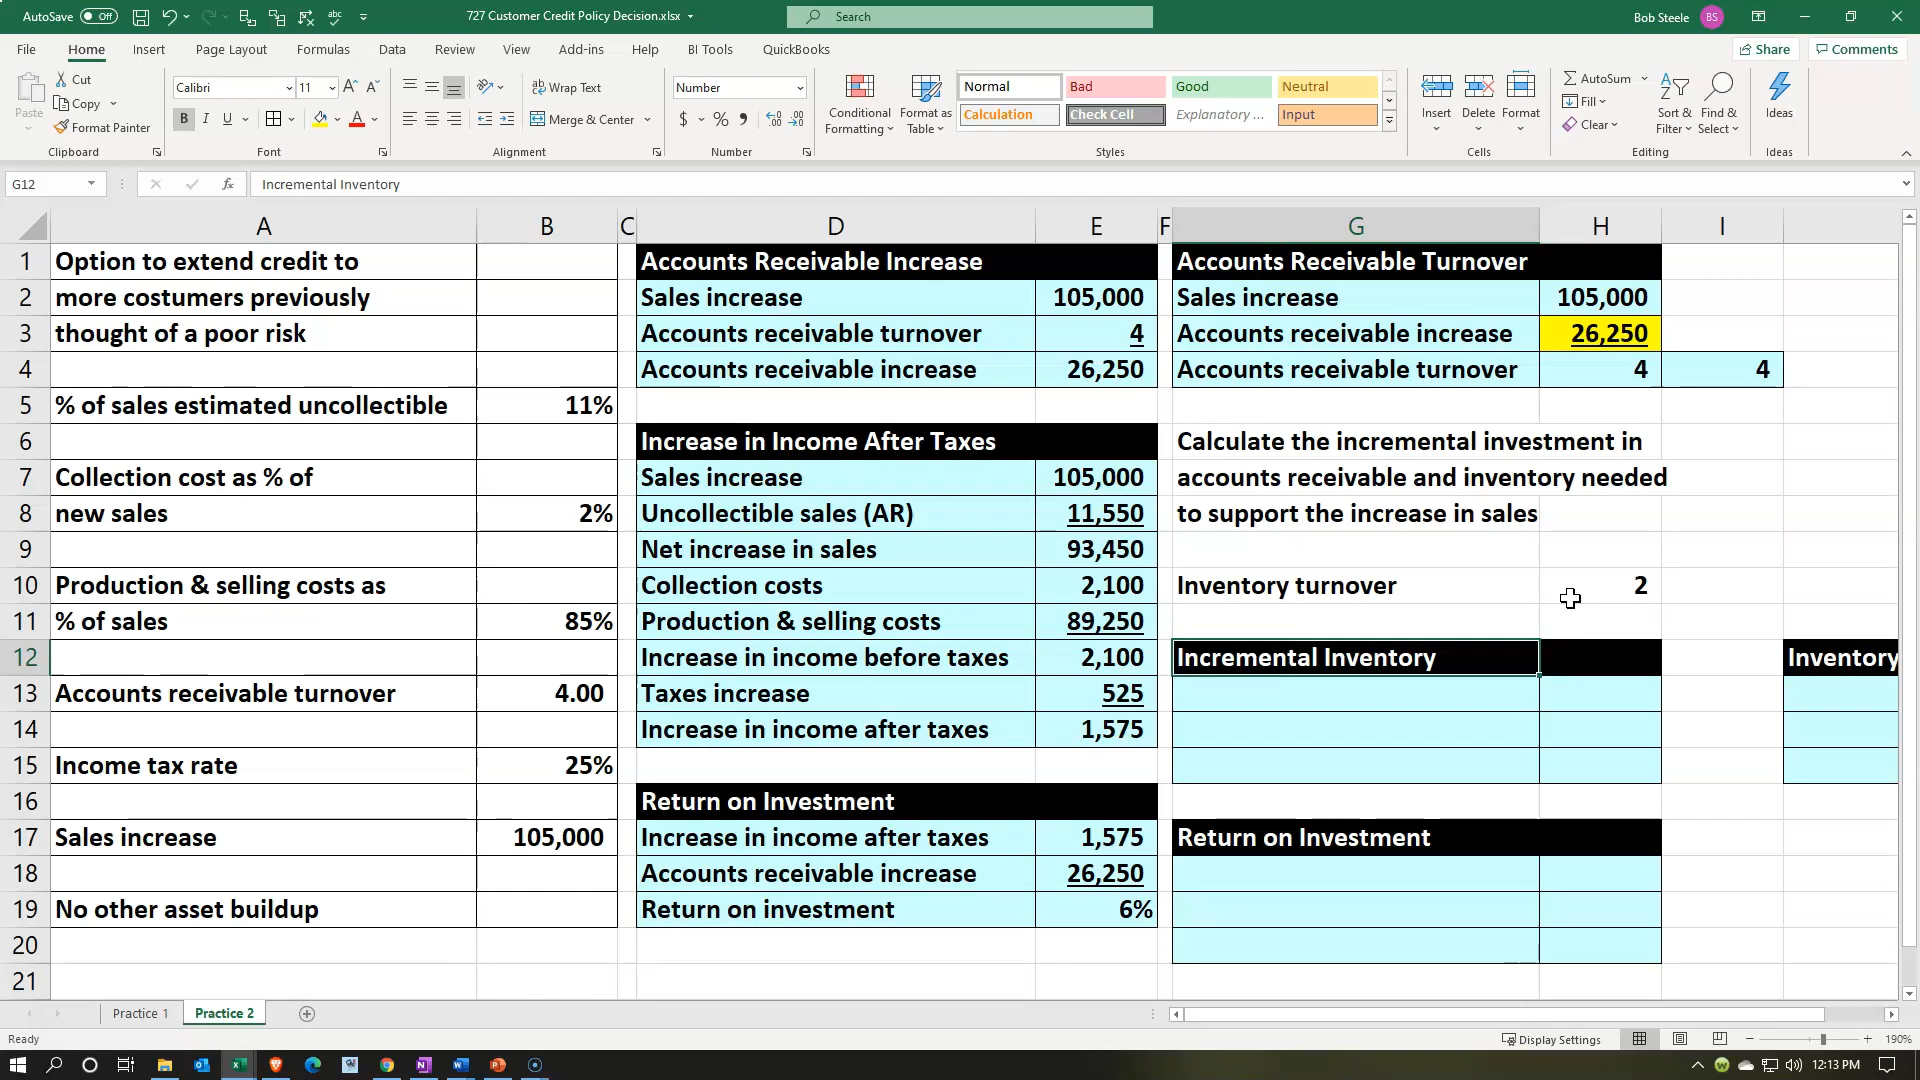 AutoSave Off 727 Customer Credit Policy Decision.xlsx Search Bob Steele BS
File Home Insert Page Layout Formulas Data Review View Add-ins Help BI Tools QuickBooks Share Comments
Paste Cut Copy Format Painter Clipboard
Calibri 11 B I U Font
Wrap Text Merge & Center Alignment
Number $ % Number
Conditional Formatting Format as Table Normal Bad Good Neutral
Calculation Check Cell Explanatory ... Input Styles
Insert Delete Format Cells
AutoSum Fill Clear Sort & Filter Find & Select Editing
Ideas Ideas
G12 fx Incremental Inventory
A B C D E F G H I
1 Option to extend credit to Accounts Receivable Increase Accounts Receivable Turnover
2 more costumers previously Sales increase 105,000 Sales increase 105,000
3 thought of a poor risk Accounts receivable turnover 4 Accounts receivable increase 26,250
4 Accounts receivable increase 26,250 Accounts receivable turnover 4 4
5 % of sales estimated uncollectible 11%
6 Increase in Income After Taxes Calculate the incremental investment in
7 Collection cost as % of Sales increase 105,000 accounts receivable and inventory needed
8 new sales 2% Uncollectible sales (AR) 11,550 to support the increase in sales
9 Net increase in sales 93,450
10 Production & selling costs as Collection costs 2,100 Inventory turnover 2
11 % of sales 85% Production & selling costs 89,250
12 Increase in income before taxes 2,100 Incremental Inventory Inventory
13 Accounts receivable turnover 4.00 Taxes increase 525
14 Increase in income after taxes 1,575
15 Income tax rate 25%
16 Return on Investment
17 Sales increase 105,000 Increase in income after taxes 1,575 Return on Investment
18 Accounts receivable increase 26,250
19 No other asset buildup Return on investment 6%
20
21
Practice 1 Practice 2
Ready Display Settings 190%
12:13 PM